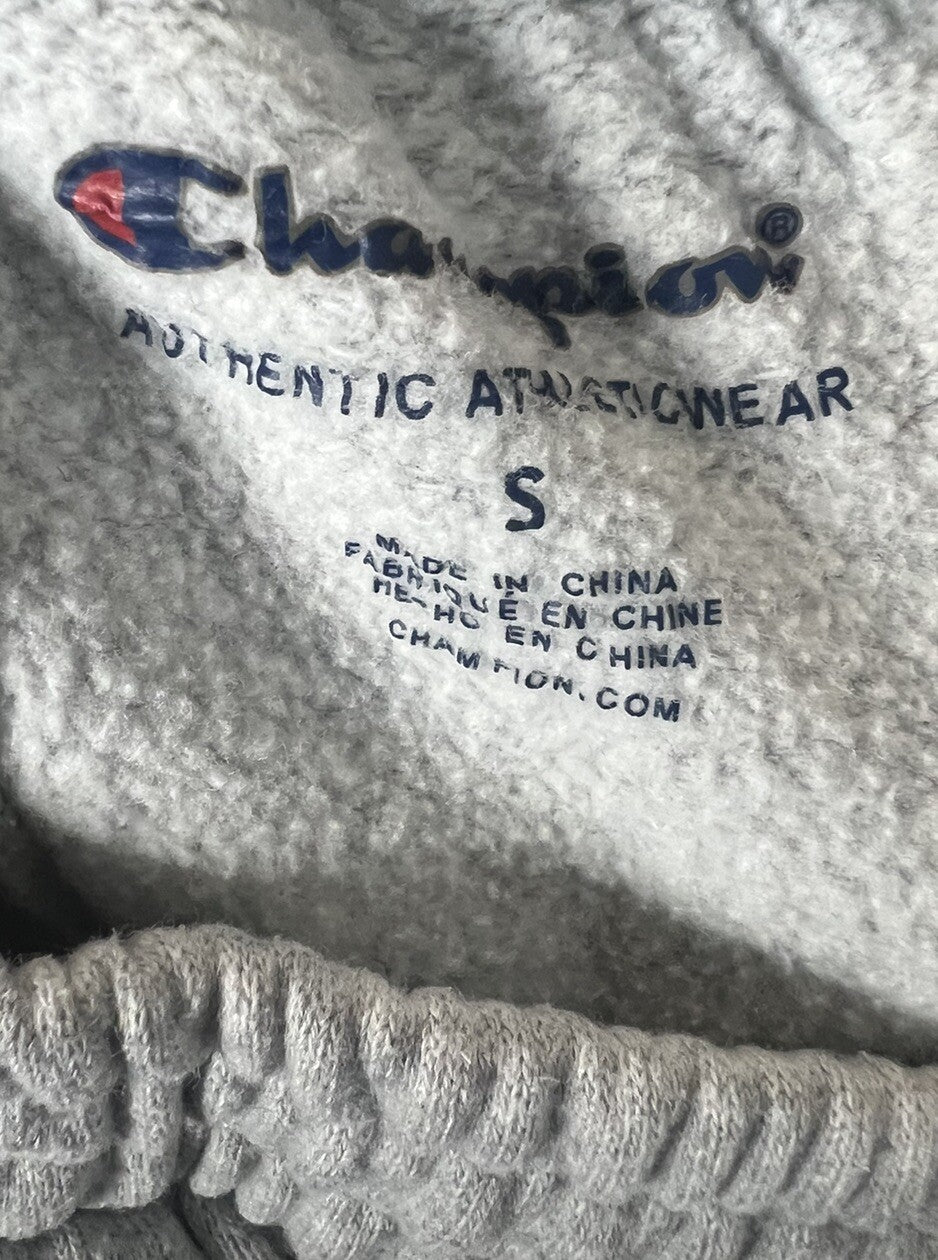 Champion®
AUTHENTIC ATHLETICWEAR
S
MADE IN CHINA
FABRIQUÉ EN CHINE
HECHO EN CHINA
CHAMPION.COM